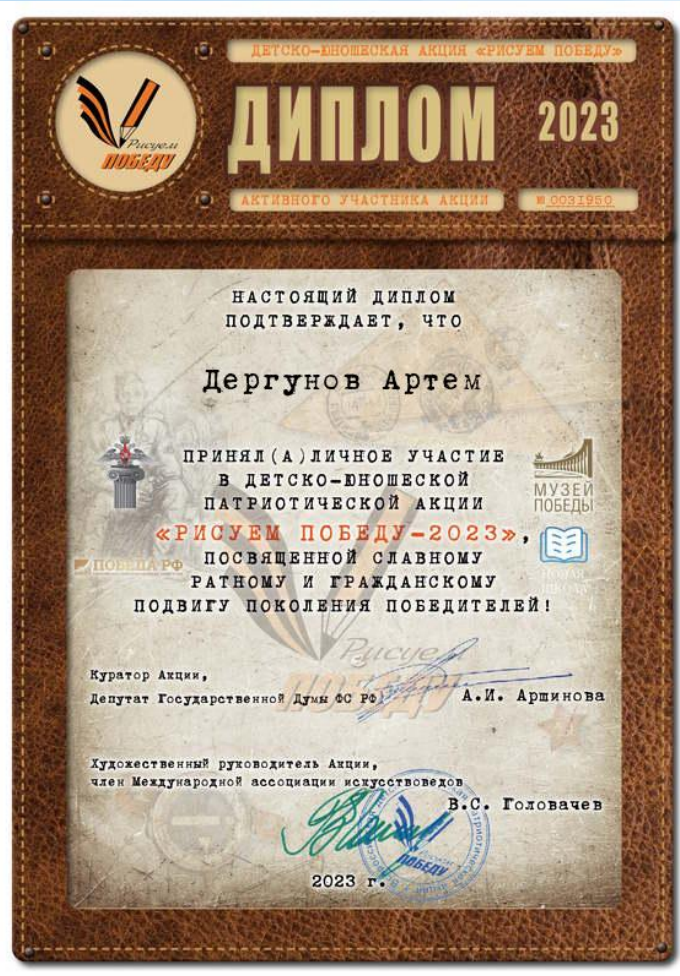 ДЕТСКО-ЮНОШЕСКАЯ АКЦИЯ «РИСУЕМ ПОБЕДУ»
Рисуем
ПОБЕДУ
ДИПЛОМ 2023
АКТИВНОГО УЧАСТНИКА АКЦИИ
№ 0031950
НАСТОЯЩИЙ ДИПЛОМ
ПОДТВЕРЖДАЕТ, ЧТО
Дергунов Артем
ПРИНЯЛ(А)ЛИЧНОЕ УЧАСТИЕ
В ДЕТСКО-ЮНОШЕСКОЙ
ПАТРИОТИЧЕСКОЙ АКЦИИ
«РИСУЕМ ПОБЕДУ-2023»,
ПОСВЯЩЕННОЙ СЛАВНОМУ
РАТНОМУ И ГРАЖДАНСКОМУ
ПОДВИГУ ПОКОЛЕНИЯ ПОБЕДИТЕЛЕЙ!
МУЗЕЙ
ПОБЕДЫ
ПОБЕДА РФ
Рисуем
ПОБЕДУ
Куратор Акции,
Депутат Государственной Думы ФС РФ
А.И. Аршинова
Художественный руководитель Акции,
член Международной ассоциации искусствоведов
В.С. Головачев
ПОБЕДУ
2023 г.